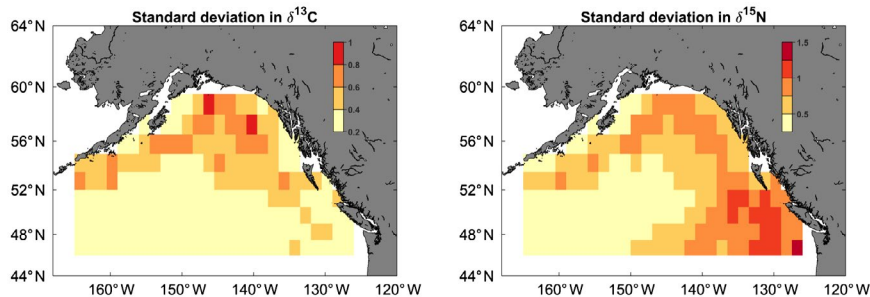 Standard deviation in δ¹³C
64°N
60°N
56°N
52°N
48°N
44°N
160°W
150°W
140°W
130°W
120°W
1
0.8
0.6
0.4
0.2
Standard deviation in δ¹⁵N
64°N
60°N
56°N
52°N
48°N
44°N
160°W
150°W
140°W
130°W
120°W
1.5
1
0.5